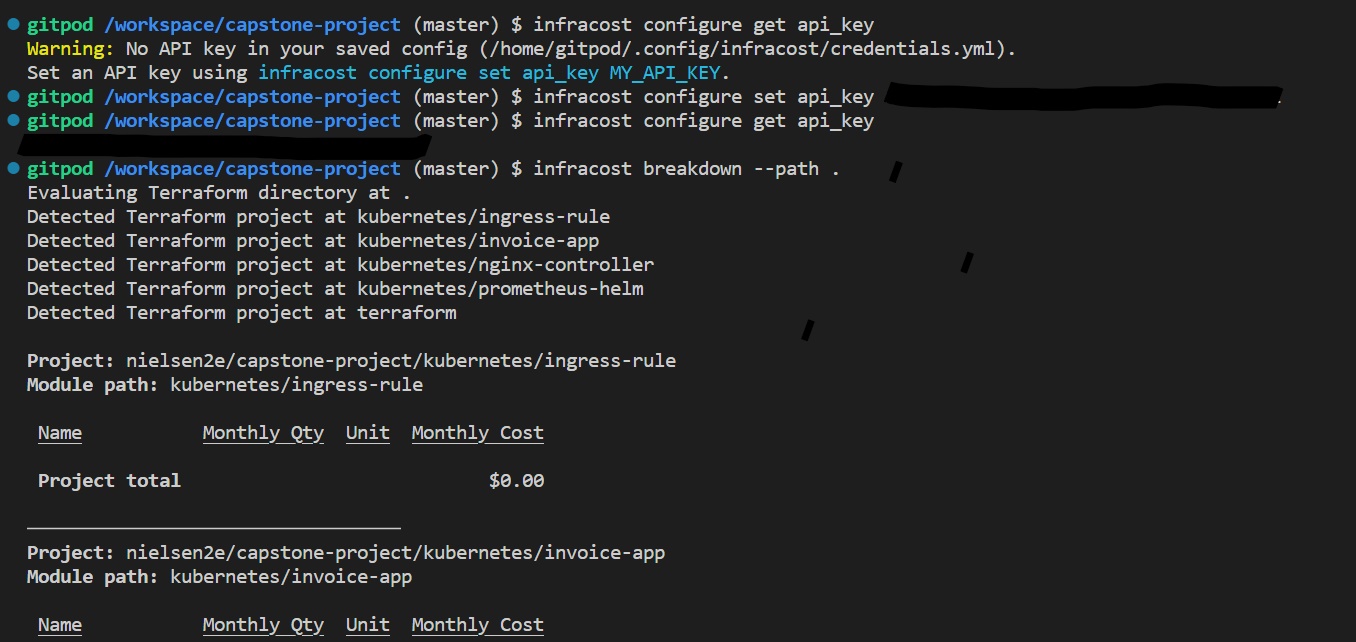 gitpod /workspace/capstone-project (master) $ infracost configure get api_key
Warning: No API key in your saved config (/home/gitpod/.config/infracost/credentials.yml).
Set an API key using infracost configure set api_key MY_API_KEY.
gitpod /workspace/capstone-project (master) $ infracost configure set api_key
gitpod /workspace/capstone-project (master) $ infracost configure get api_key
gitpod /workspace/capstone-project (master) $ infracost breakdown --path .
Evaluating Terraform directory at .
Detected Terraform project at kubernetes/ingress-rule
Detected Terraform project at kubernetes/invoice-app
Detected Terraform project at kubernetes/nginx-controller
Detected Terraform project at kubernetes/prometheus-helm
Detected Terraform project at terraform
Project: nielsen2e/capstone-project/kubernetes/ingress-rule
Module path: kubernetes/ingress-rule
Name Monthly Qty Unit Monthly Cost
Project total $0.00
Project: nielsen2e/capstone-project/kubernetes/invoice-app
Module path: kubernetes/invoice-app
Name Monthly Qty Unit Monthly Cost